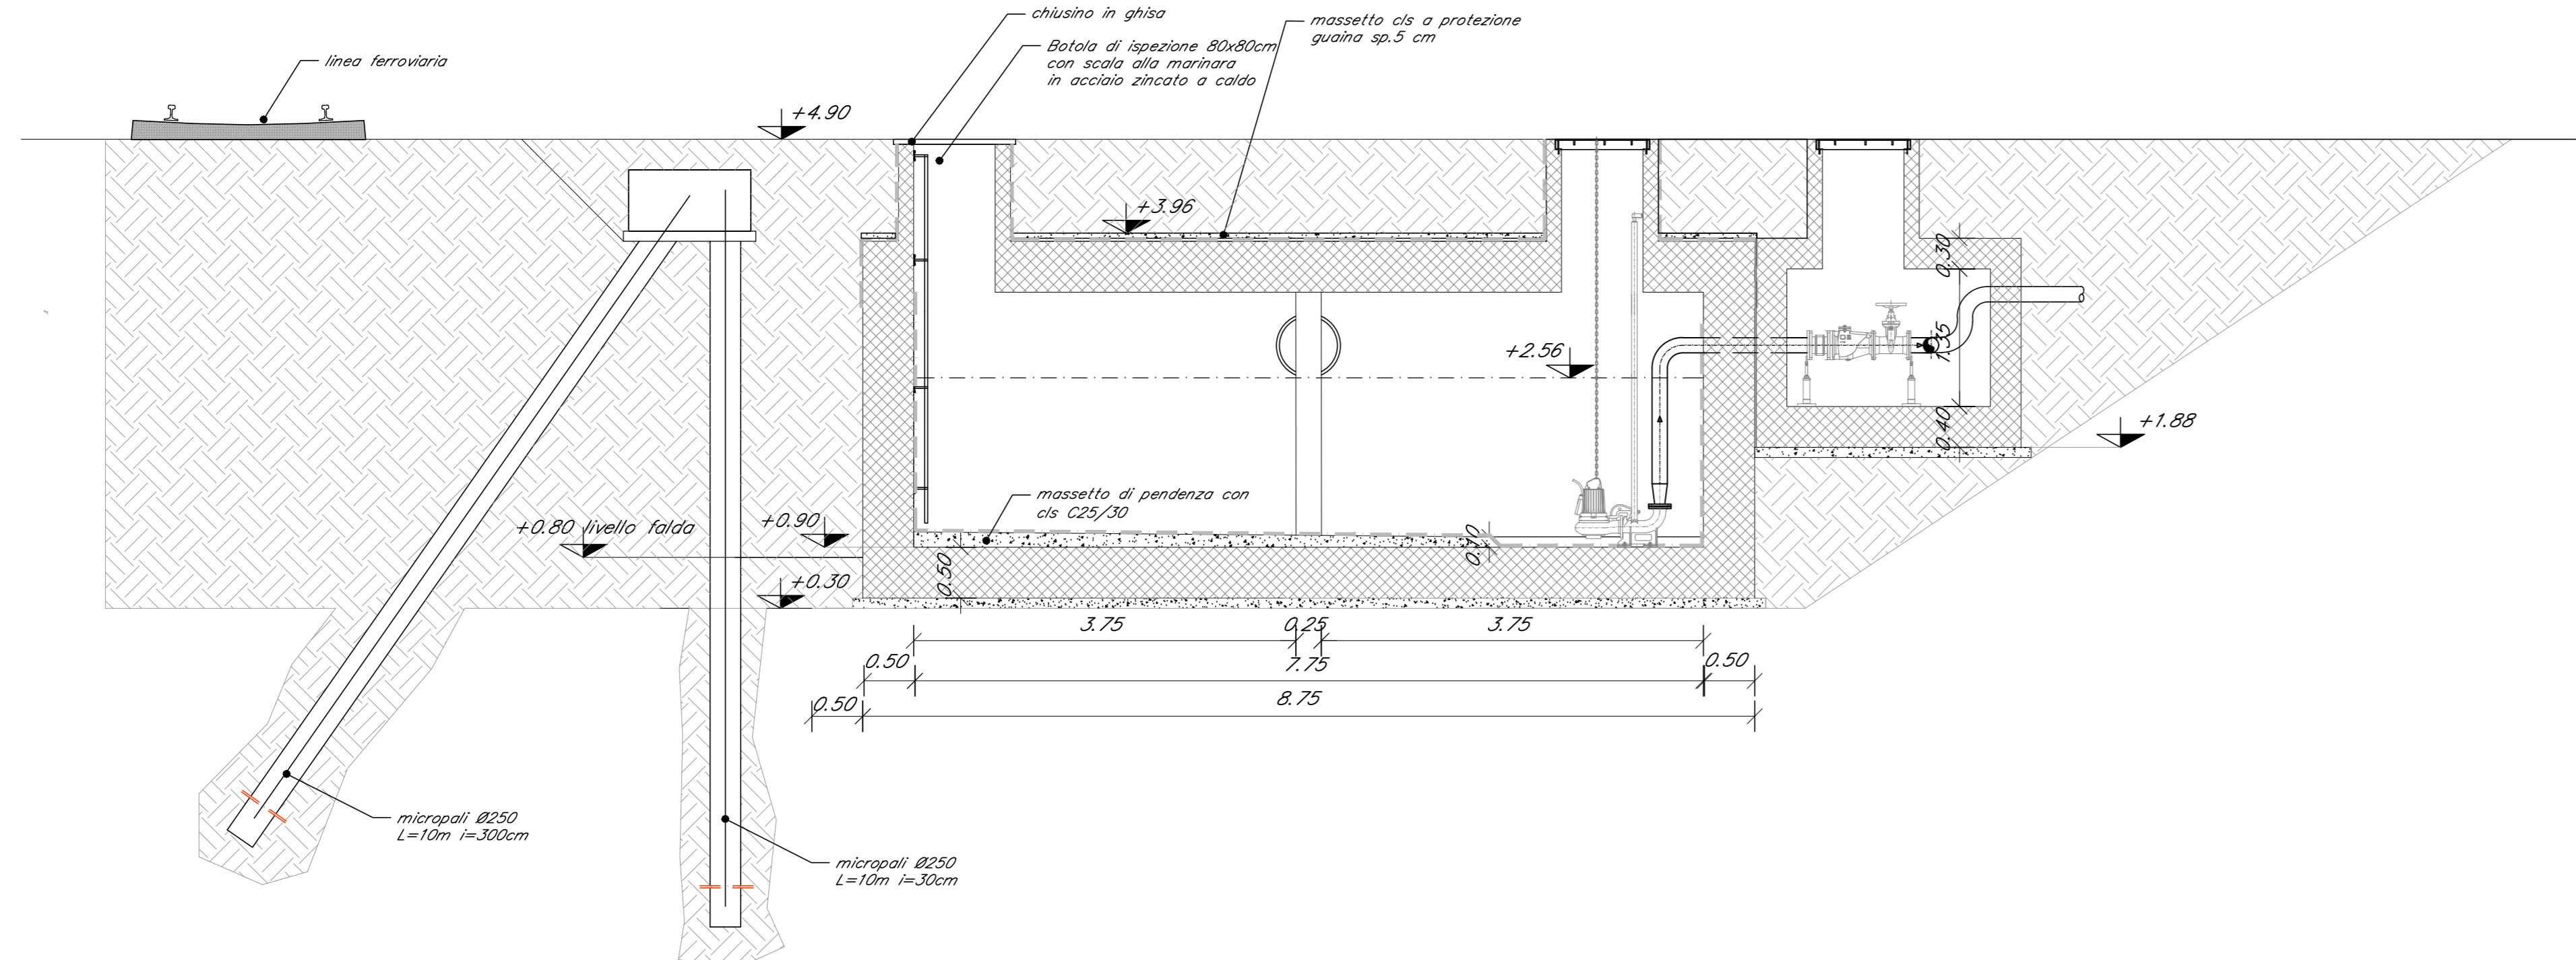 chiusino in ghisa
massetto cls a protezione
guaina sp.5 cm
Botola di ispezione 80x80cm
con scala alla marinara
in acciaio zincato a caldo
linea ferroviaria
+4.90
+3.96
0.30
+2.56
1.35
0.40
+1.88
massetto di pendenza con
cls C25/30
+0.80 livello falda
+0.90
0.10
0.50
+0.30
3.75
0.25
3.75
0.50
7.75
0.50
0.50
8.75
micropali Ø250
L=10m i=300cm
micropali Ø250
L=10m i=30cm